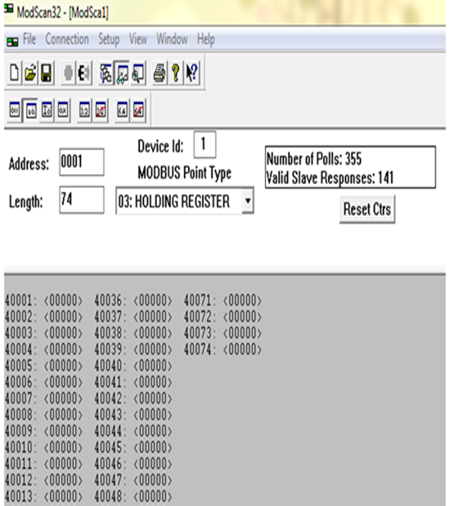 ModScan32 - [ModSca1]
File Connection Setup View Window Help
Address: 0001
Device Id: 1
MODBUS Point Type
Length: 74
03: HOLDING REGISTER
Number of Polls: 355
Valid Slave Responses: 141
Reset Ctrs
40001: <00000> 40036: <00000> 40071: <00000>
40002: <00000> 40037: <00000> 40072: <00000>
40003: <00000> 40038: <00000> 40073: <00000>
40004: <00000> 40039: <00000> 40074: <00000>
40005: <00000> 40040: <00000>
40006: <00000> 40041: <00000>
40007: <00000> 40042: <00000>
40008: <00000> 40043: <00000>
40009: <00000> 40044: <00000>
40010: <00000> 40045: <00000>
40011: <00000> 40046: <00000>
40012: <00000> 40047: <00000>
40013: <00000> 40048: <00000>